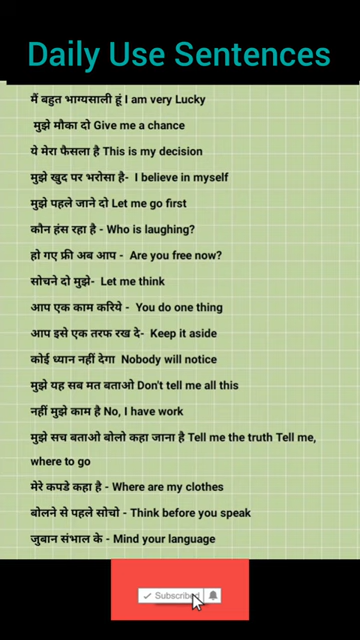 Daily Use Sentences
मैं बहुत भाग्यसाली हूं I am very Lucky
मुझे मौका दो Give me a chance
ये मेरा फैसला है This is my decision
मुझे खुद पर भरोसा है- I believe in myself
मुझे पहले जाने दो Let me go first
कौन हंस रहा है - Who is laughing?
हो गए फ्री अब आप - Are you free now?
सोचने दो मुझे- Let me think
आप एक काम करिये - You do one thing
आप इसे एक तरफ रख दे- Keep it aside
कोई ध्यान नहीं देगा Nobody will notice
मुझे यह सब मत बताओ Don't tell me all this
नहीं मुझे काम है No, I have work
मुझे सच बताओ बोलो कहा जाना है Tell me the truth Tell me,
where to go
मेरे कपडे कहा है - Where are my clothes
बोलने से पहले सोचो - Think before you speak
जुबान संभाल के - Mind your language
Subscribed